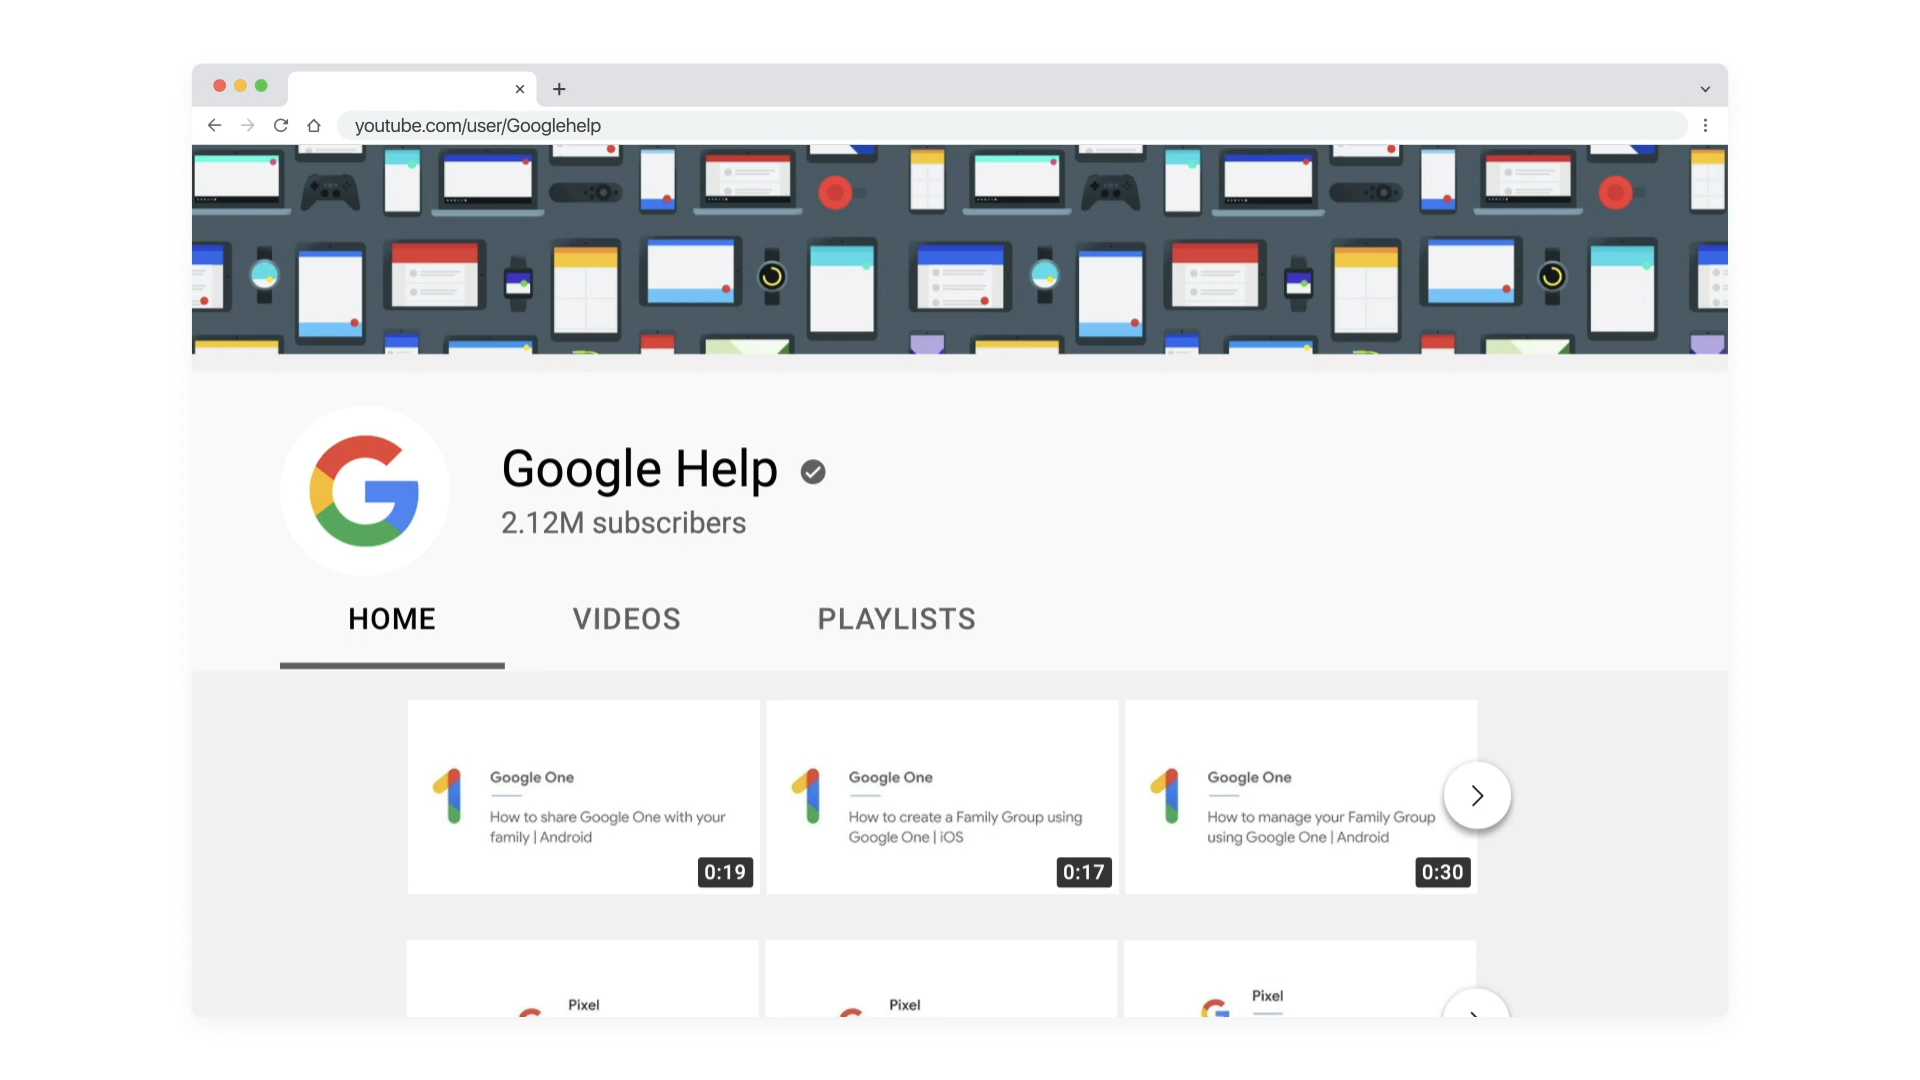 youtube.com/user/Googlehelp
Google Help
2.12M subscribers
HOME
VIDEOS
PLAYLISTS
Google One
How to share Google One with your
family | Android
0:19
Google One
How to create a Family Group using
Google One | iOS
0:17
Google One
How to manage your Family Group
using Google One | Android
0:30
Pixel
Pixel
Pixel